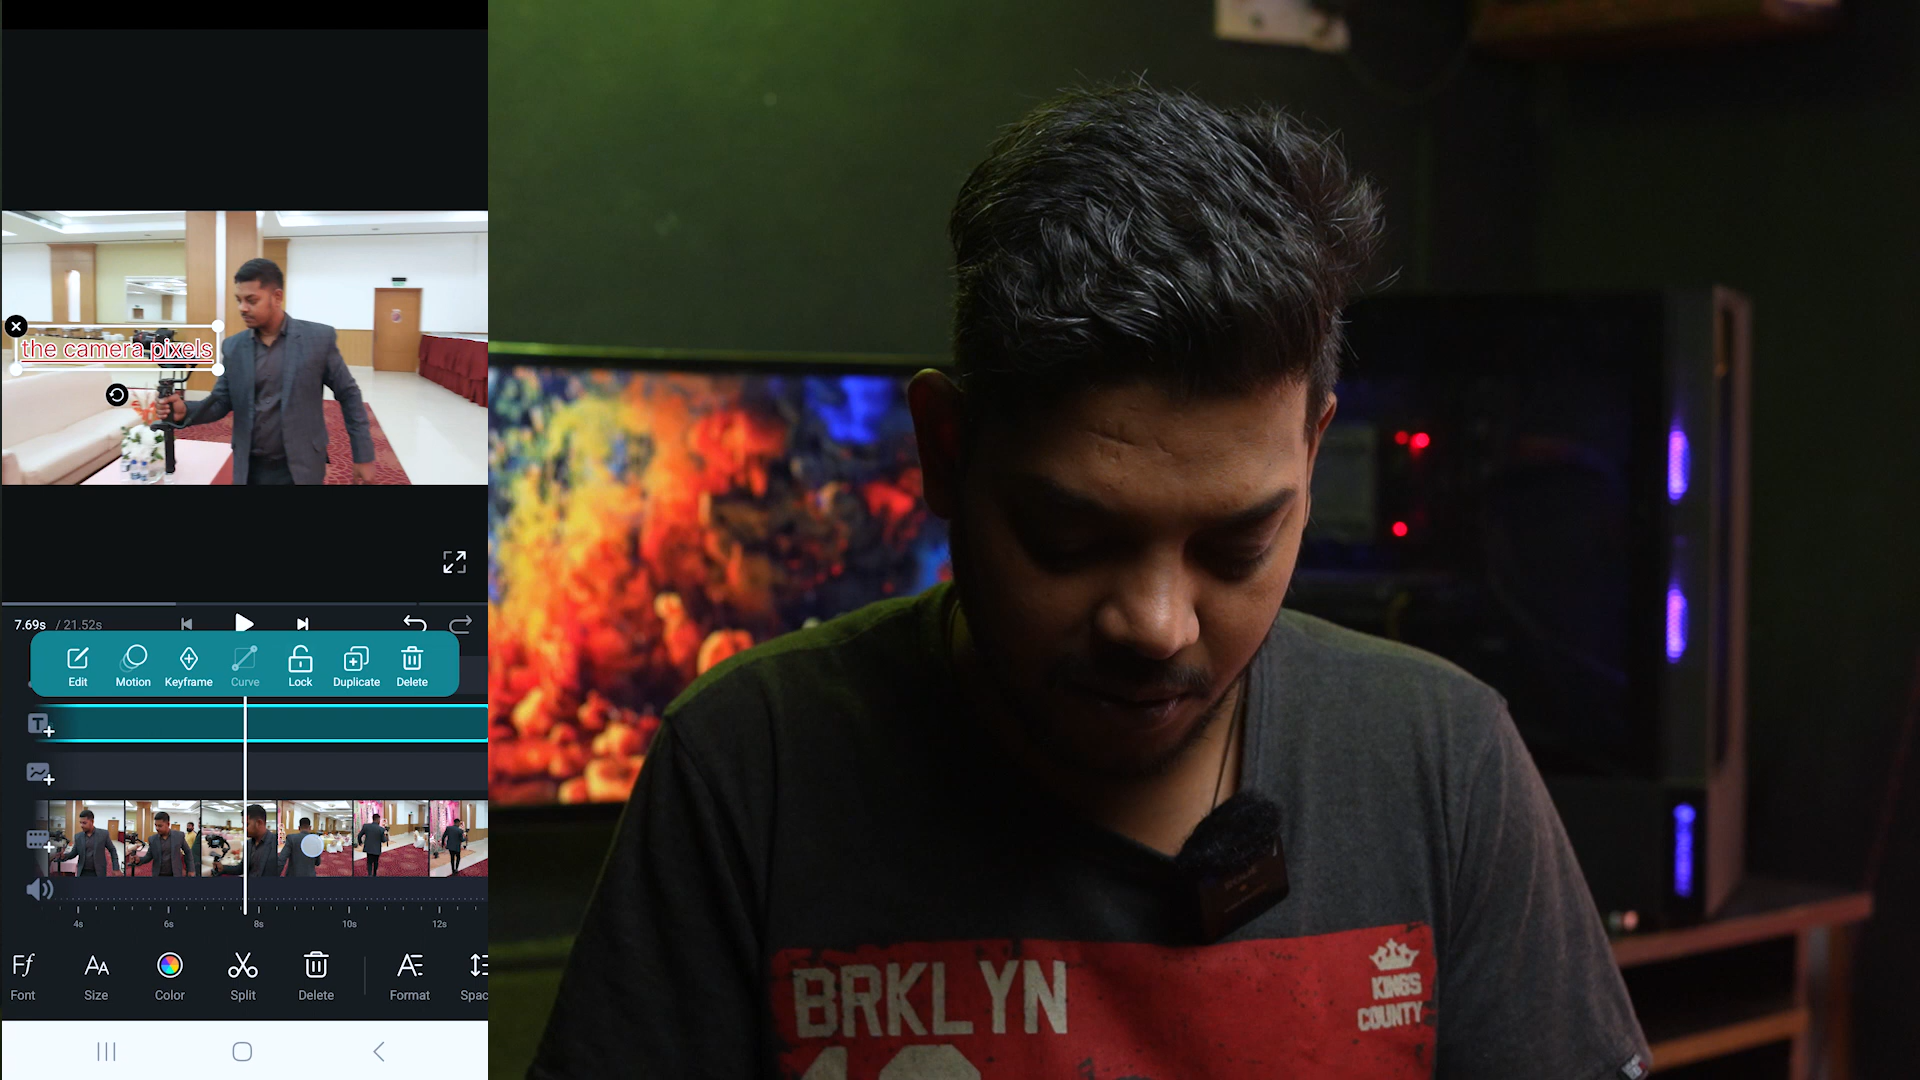 the camera pixels
7.69s / 21.52s
Edit Motion Keyframe Curve Lock Duplicate Delete
4s 6s 8s 10s 12s
Font Size Color Split Delete Format Spac
BRKLYN
KINGS
COUNTY